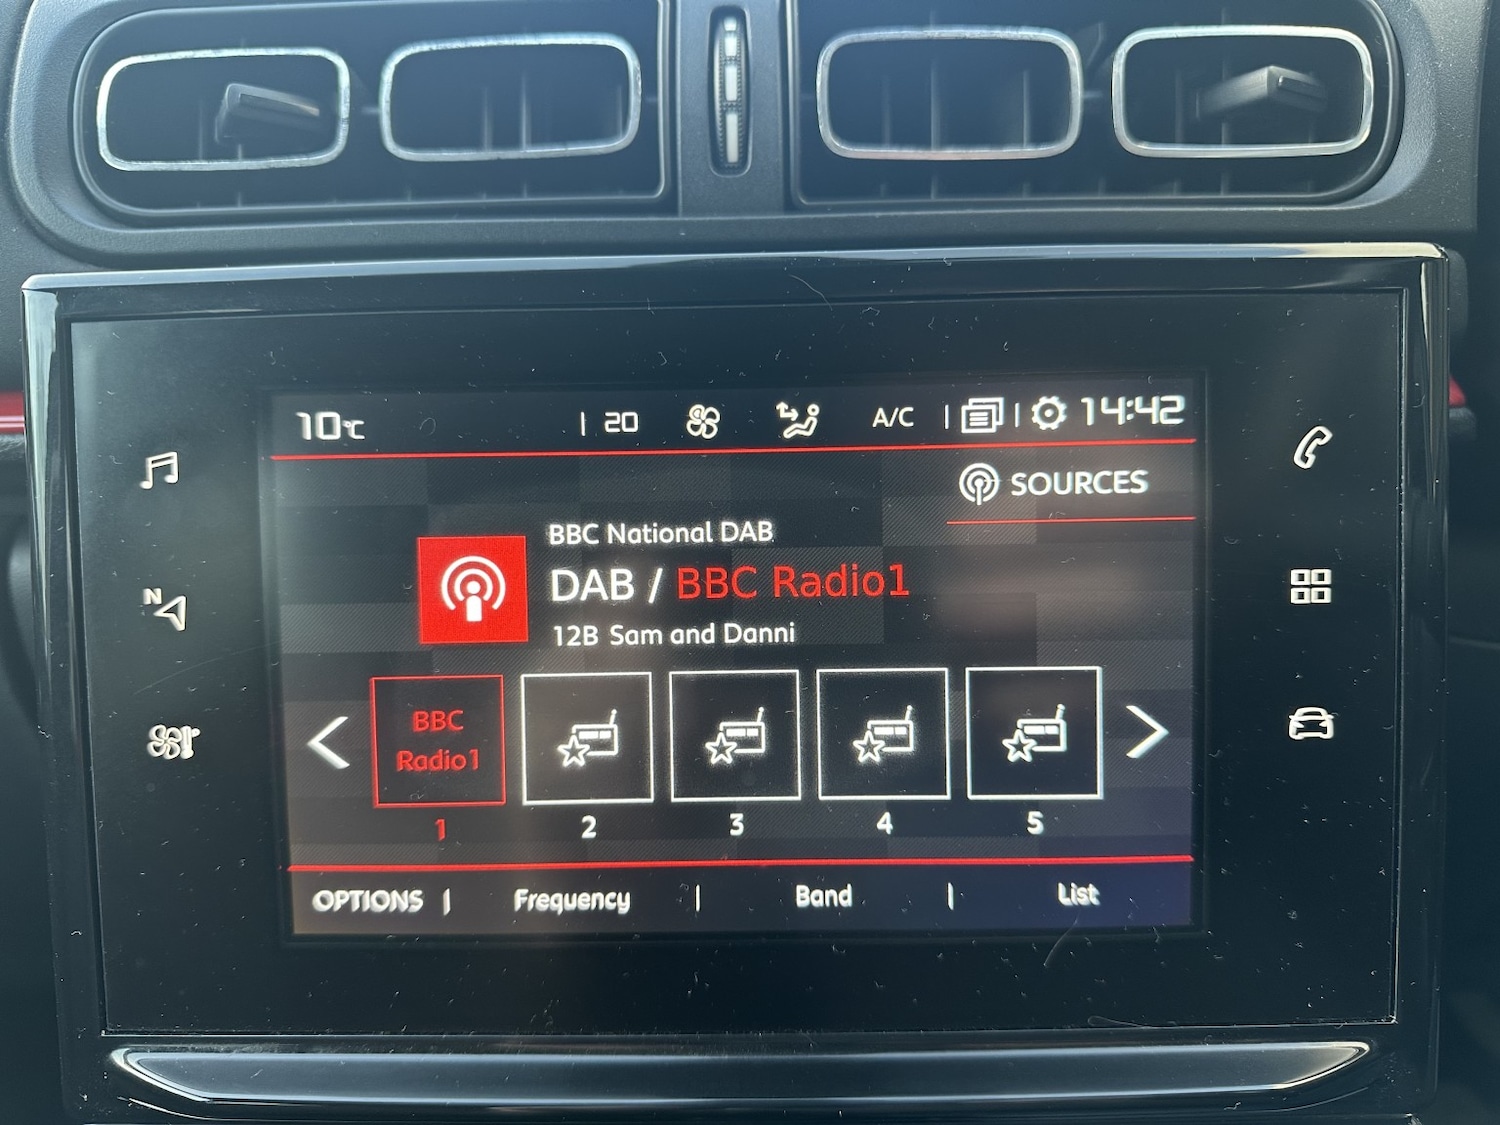 10°C | 20 A/C | | 14:42
SOURCES
BBC National DAB
DAB / BBC Radio1
12B Sam and Danni
N
BBC
Radio1
1 2 3 4 5
OPTIONS | Frequency | Band | List